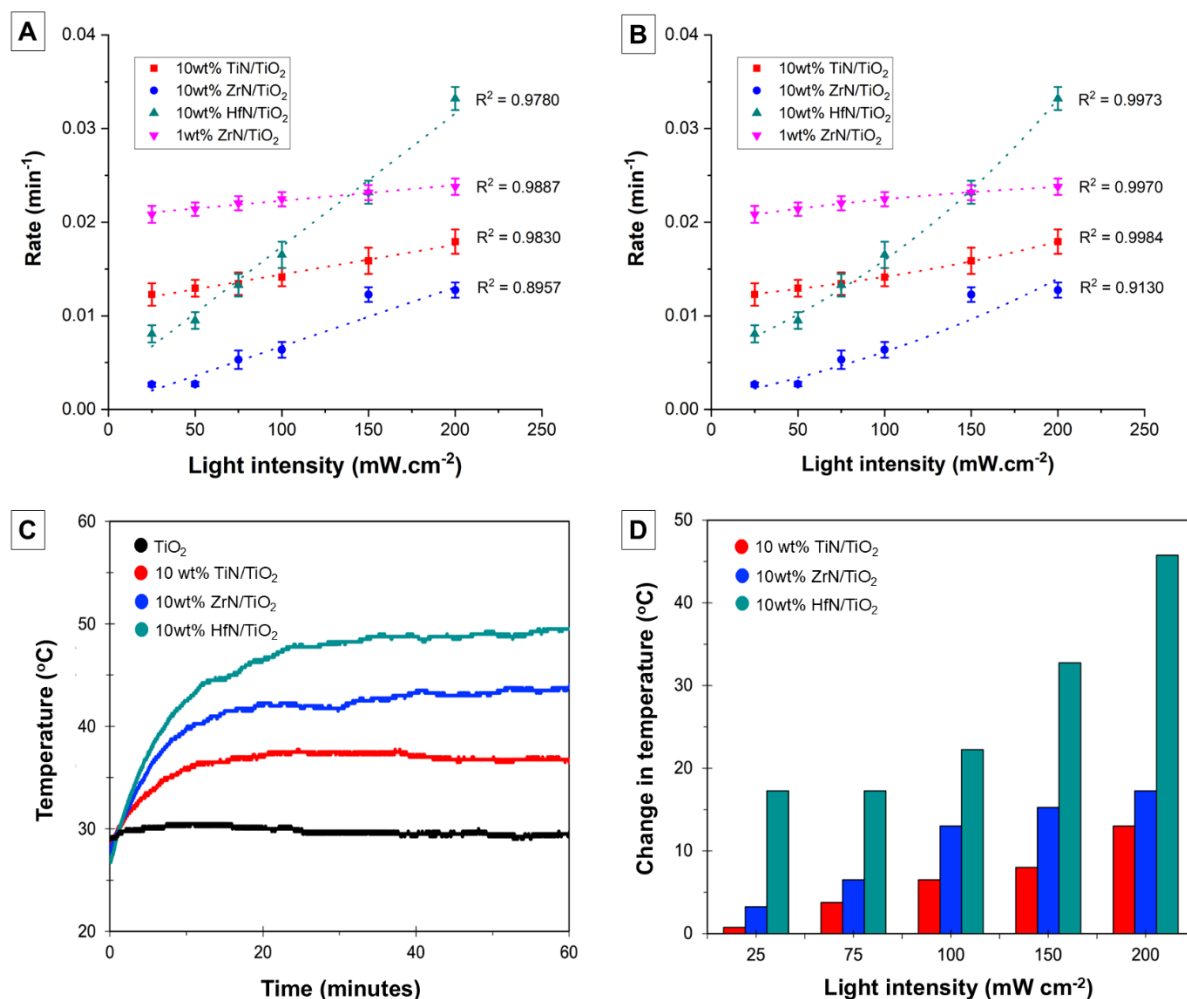 A
0.04
0.03
0.02
0.01
0.00
Rate (min⁻¹)
10wt% TiN/TiO₂
10wt% ZrN/TiO₂
10wt% HfN/TiO₂
1wt% ZrN/TiO₂
R² = 0.9780
R² = 0.9887
R² = 0.9830
R² = 0.8957
0 50 100 150 200 250
Light intensity (mW.cm⁻²)
B
0.04
0.03
0.02
0.01
0.00
Rate (min⁻¹)
10wt% TiN/TiO₂
10wt% ZrN/TiO₂
10wt% HfN/TiO₂
1wt% ZrN/TiO₂
R² = 0.9973
R² = 0.9970
R² = 0.9984
R² = 0.9130
0 50 100 150 200 250
Light intensity (mW.cm⁻²)
C
60
50
40
30
20
Temperature (°C)
TiO₂
10 wt% TiN/TiO₂
10wt% ZrN/TiO₂
10wt% HfN/TiO₂
0 20 40 60
Time (minutes)
D
50
40
30
20
10
0
Change in temperature (°C)
10 wt% TiN/TiO₂
10wt% ZrN/TiO₂
10wt% HfN/TiO₂
25 75 100 150 200
Light intensity (mW cm⁻²)